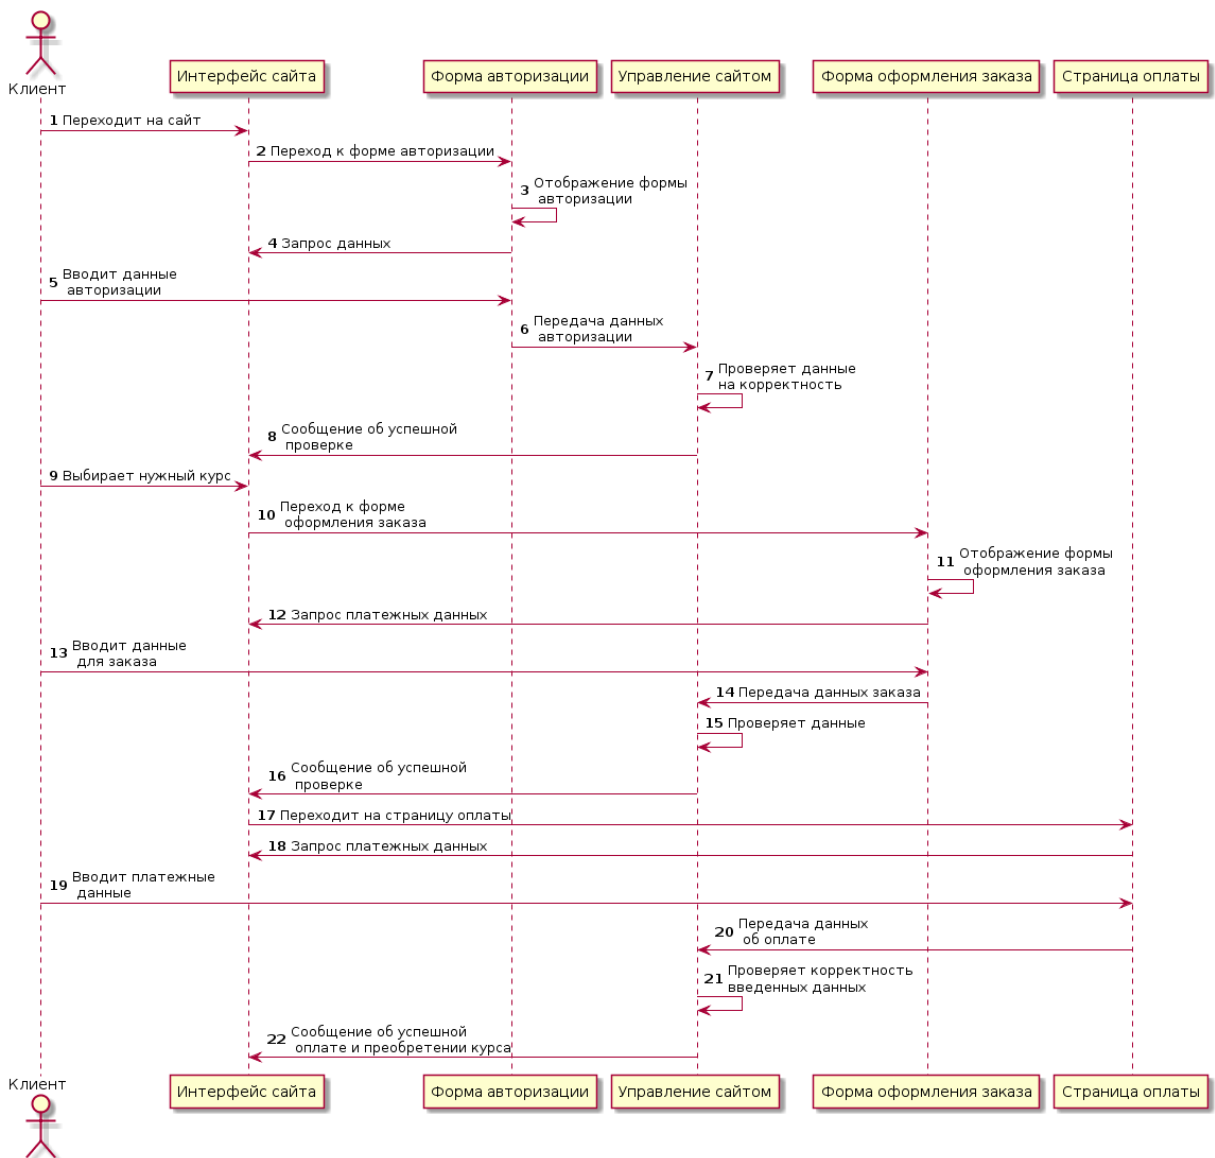 Клиент
Интерфейс сайта
Форма авторизации
Управление сайтом
Форма оформления заказа
Страница оплаты
1 Переходит на сайт
2 Переход к форме авторизации
3 Отображение формы
авторизации
4 Запрос данных
5 Вводит данные
авторизации
6 Передача данных
авторизации
7 Проверяет данные
на корректность
8 Сообщение об успешной
проверке
9 Выбирает нужный курс
10 Переход к форме
оформления заказа
11 Отображение формы
оформления заказа
12 Запрос платежных данных
13 Вводит данные
для заказа
14 Передача данных заказа
15 Проверяет данные
16 Сообщение об успешной
проверке
17 Переходит на страницу оплаты
18 Запрос платежных данных
19 Вводит платежные
данные
20 Передача данных
об оплате
21 Проверяет корректность
введенных данных
22 Сообщение об успешной
оплате и преобретении курса
Клиент
Интерфейс сайта
Форма авторизации
Управление сайтом
Форма оформления заказа
Страница оплаты